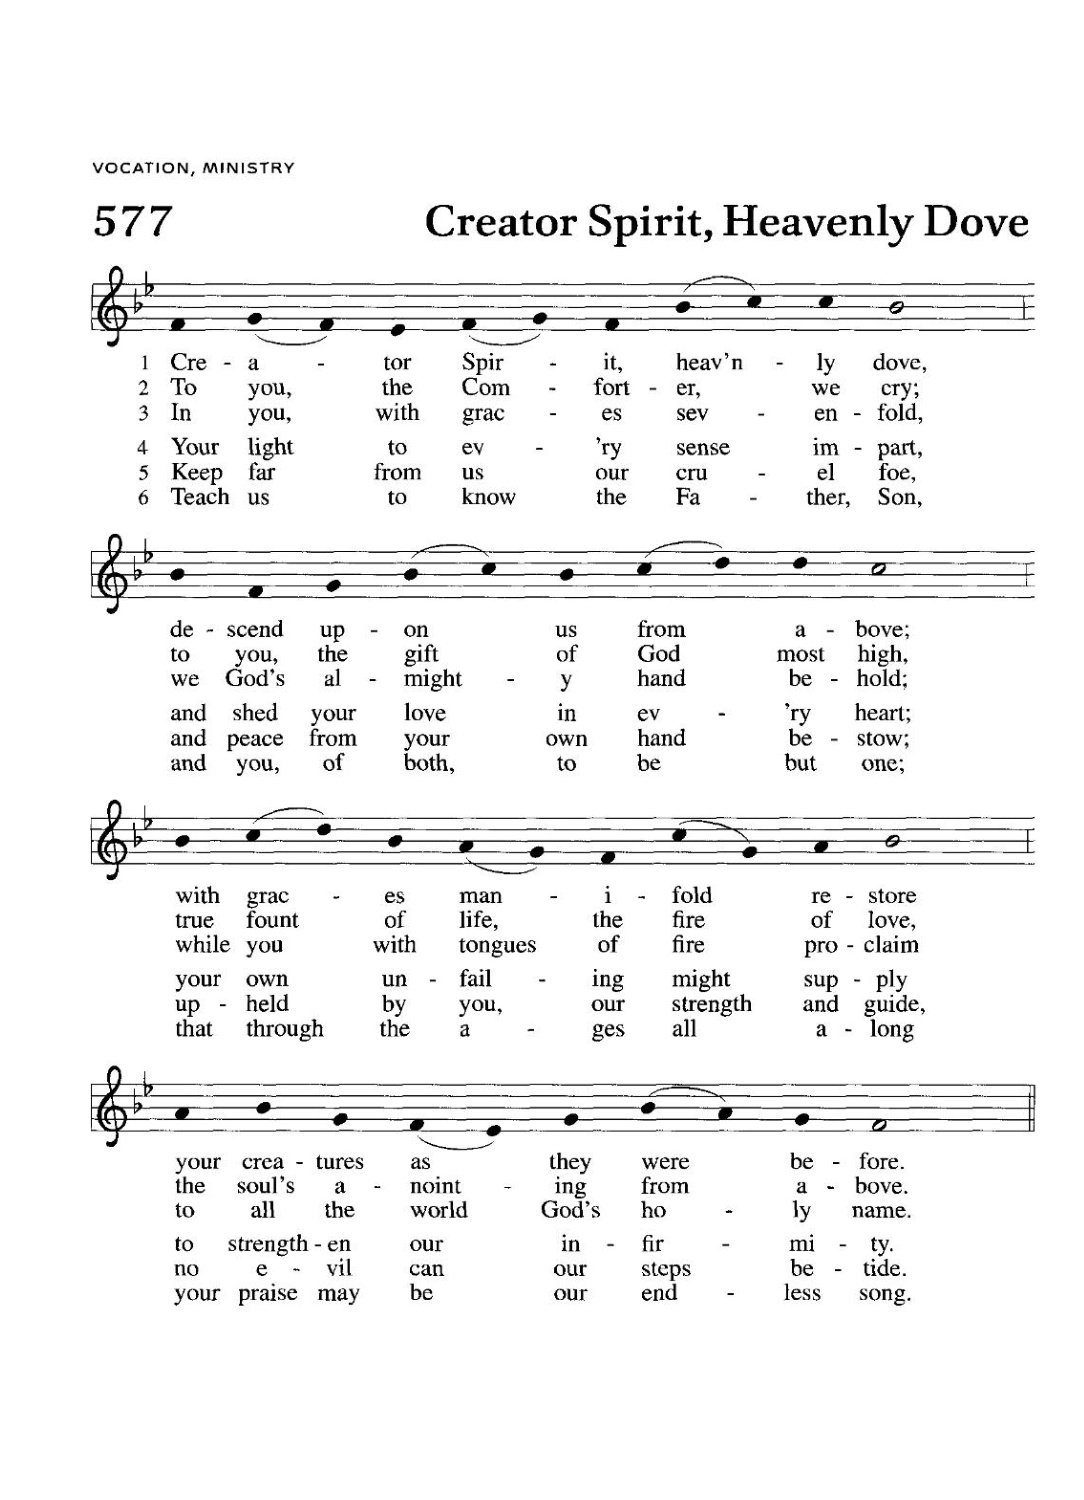 VOCATION, MINISTRY
577 Creator Spirit, Heavenly Dove
1 Cre - a - tor Spir - it, heav'n - ly dove,
2 To you, the Com - fort - er, we cry;
3 In you, with grac - es sev - en - fold,
4 Your light to ev - 'ry sense im - part,
5 Keep far from us our cru - el foe,
6 Teach us to know the Fa - ther, Son,
de - scend up - on us from a - bove;
to you, the gift of God most high,
we God's al - might - y hand be - hold;
and shed your love in ev - 'ry heart;
and peace from your own hand be - stow;
and you, of both, to be but one;
with grac - es man - i - fold re - store
true fount of life, the fire of love,
while you with tongues of fire pro - claim
your own un - fail - ing might sup - ply
up - held by you, our strength and guide,
that through the a - ges all a - long
your crea - tures as they were be - fore.
the soul's a - noint - ing from a - bove.
to all the world God's ho - ly name.
to strength - en our in - fir - mi - ty.
no e - vil can our steps be - tide.
your praise may be our end - less song.